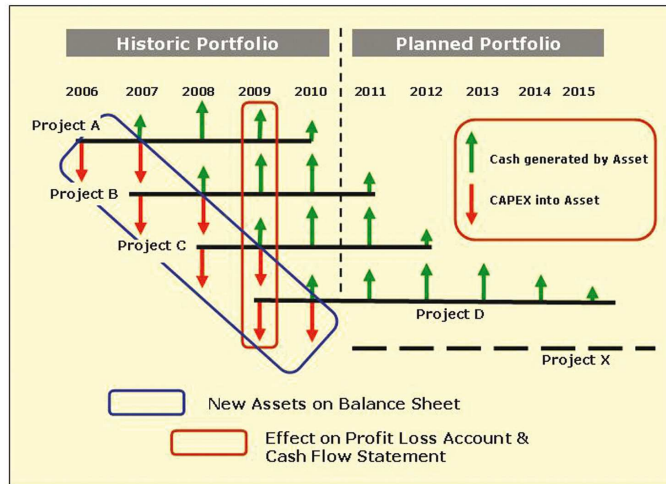 Historic Portfolio
Planned Portfolio
2006 2007 2008 2009 2010 2011 2012 2013 2014 2015
Project A
Cash generated by Asset
Project B
CAPEX into Asset
Project C
Project D
Project X
New Assets on Balance Sheet
Effect on Profit Loss Account &
Cash Flow Statement